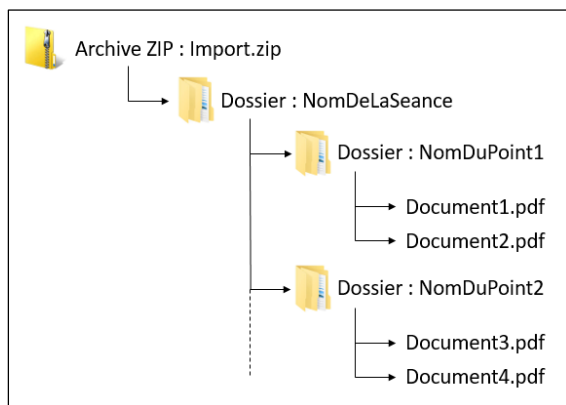 Archive ZIP : Import.zip
Dossier : NomDeLaSeance
Dossier : NomDuPoint1
Document1.pdf
Document2.pdf
Dossier : NomDuPoint2
Document3.pdf
Document4.pdf